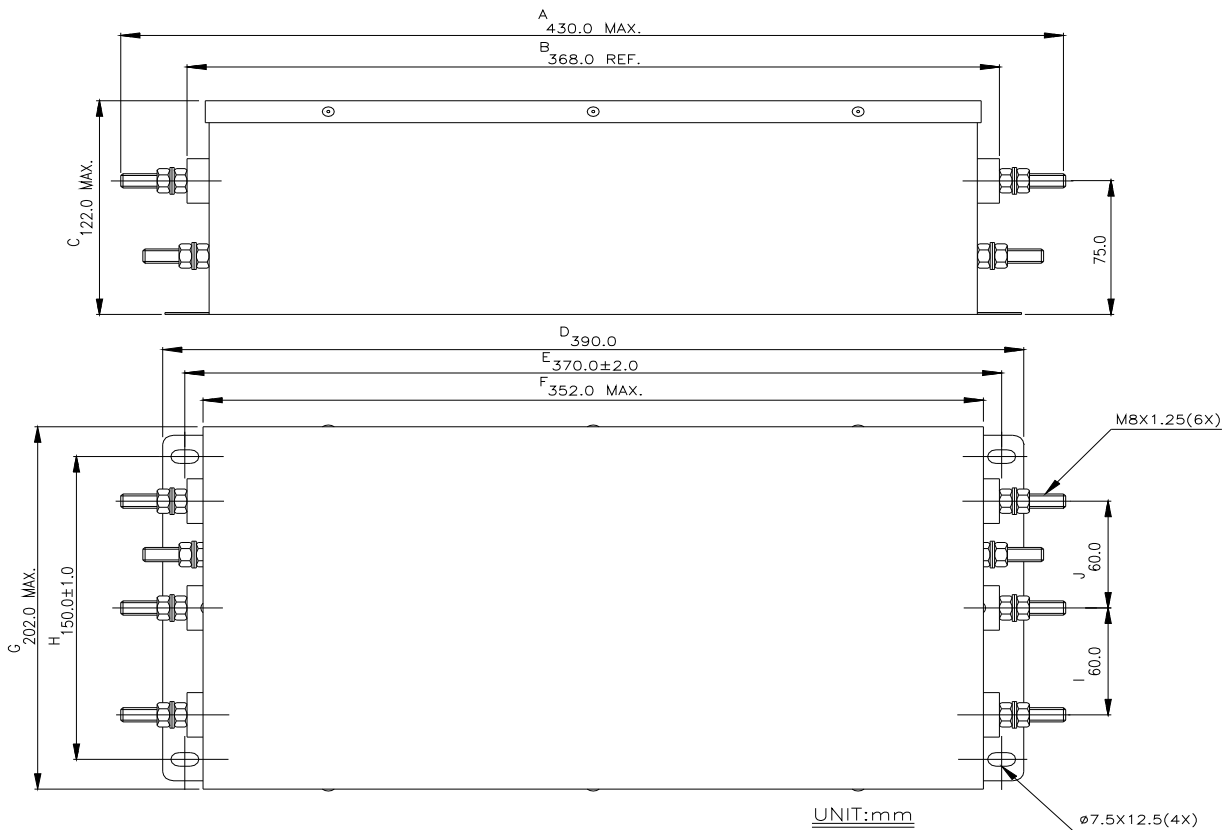 A
430.0 MAX.
B
368.0 REF.
C
122.0 MAX.
75.0
D
390.0
E
370.0±2.0
F
352.0 MAX.
M8X1.25(6X)
G
202.0 MAX.
H
150.0±1.0
J
60.0
I
60.0
UNIT:mm
ø7.5X12.5(4X)